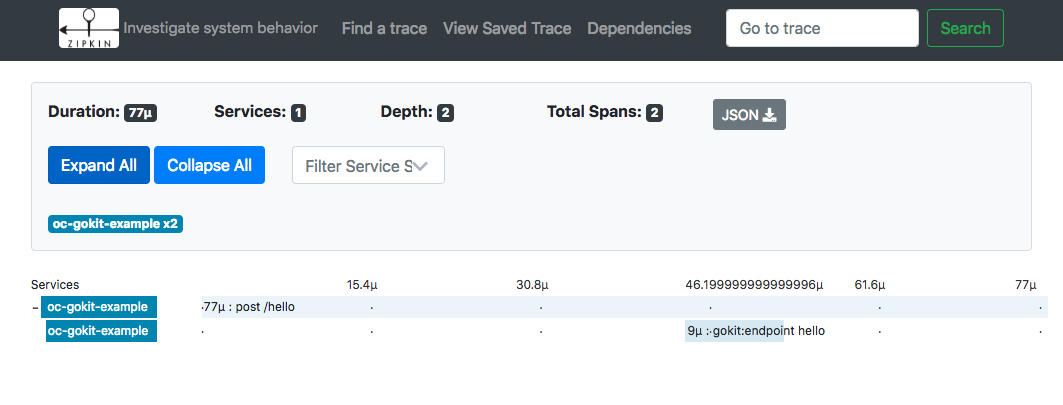 ZIPKIN Investigate system behavior Find a trace View Saved Trace Dependencies Go to trace Search
Duration: 77μ Services: 1 Depth: 2 Total Spans: 2 JSON
Expand All Collapse All Filter Service S
oc-gokit-example x2
Services 15.4μ 30.8μ 46.199999999999996μ 61.6μ 77μ
- oc-gokit-example ·77μ : post /hello · · · · ·
oc-gokit-example · · · 9μ :·gokit:endpoint hello · ·